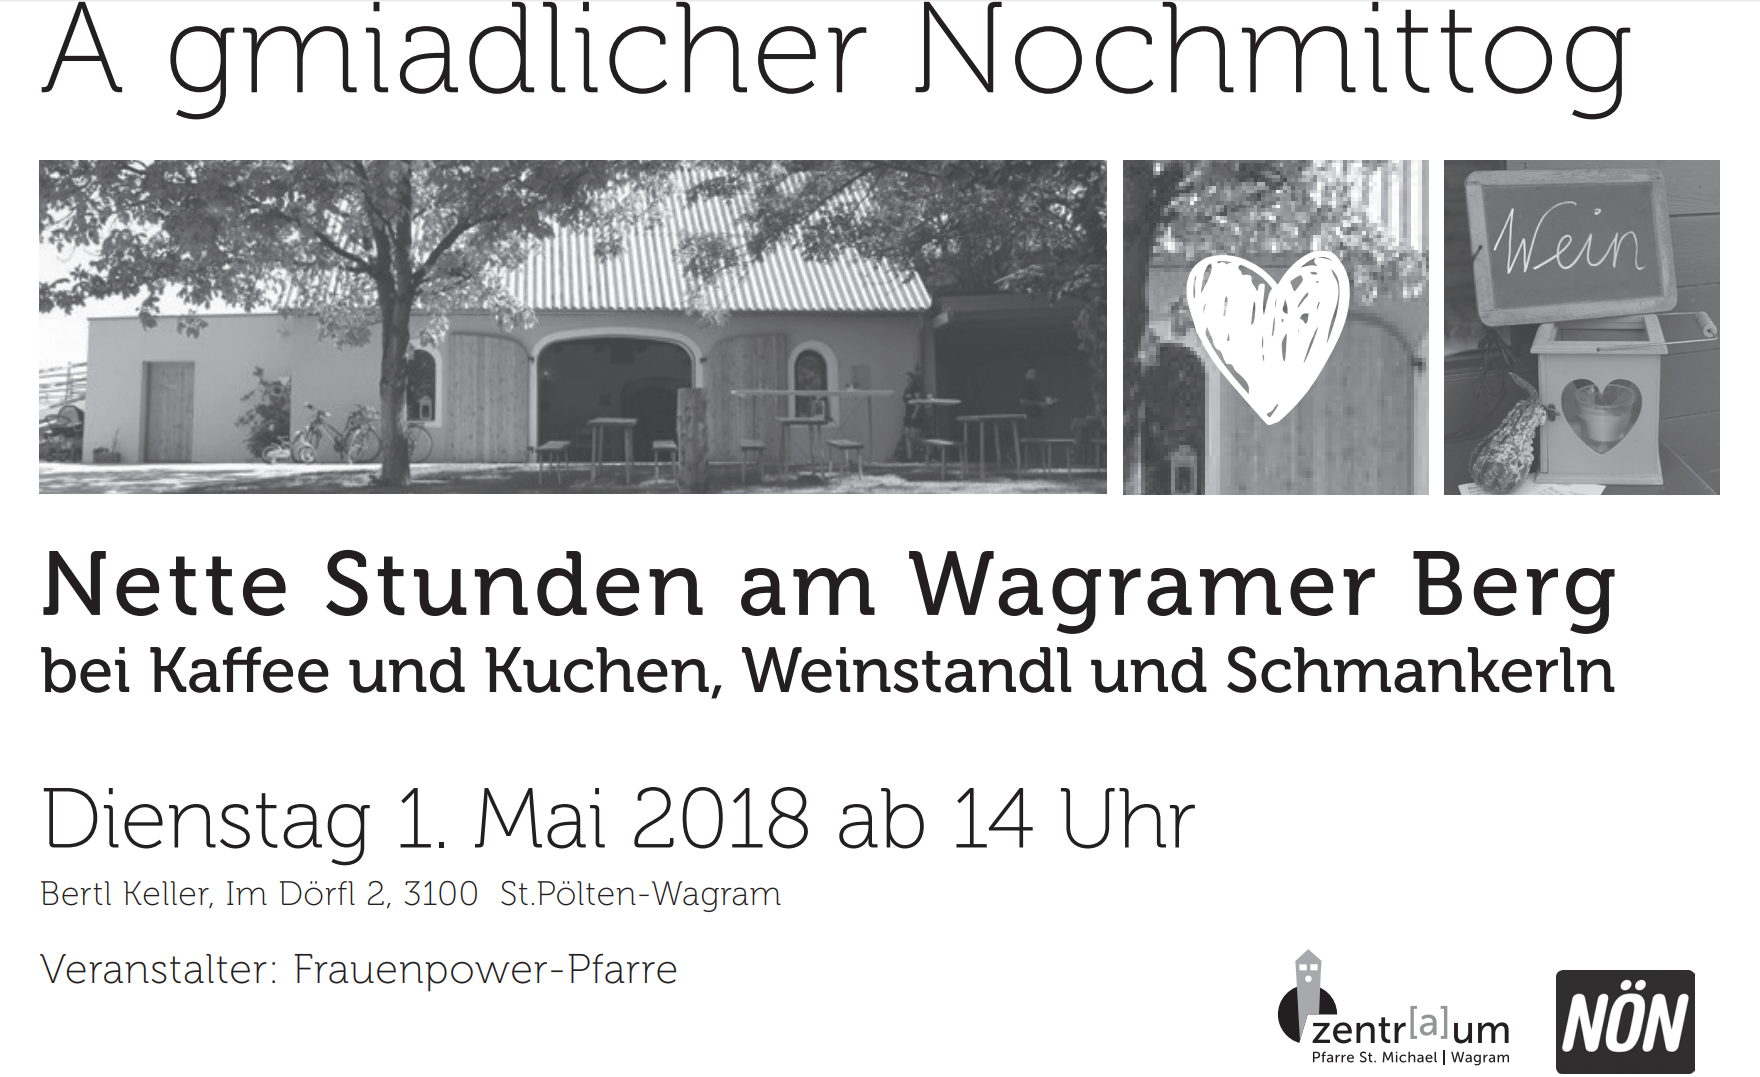 A gmiadlicher Nochmittog
Wein
Nette Stunden am Wagramer Berg
bei Kaffee und Kuchen, Weinstandl und Schmankerln
Dienstag 1. Mai 2018 ab 14 Uhr
Bertl Keller, Im Dörfl 2, 3100 St.Pölten-Wagram
Veranstalter: Frauenpower-Pfarre
zentr[a]um
Pfarre St. Michael | Wagram
NÖN